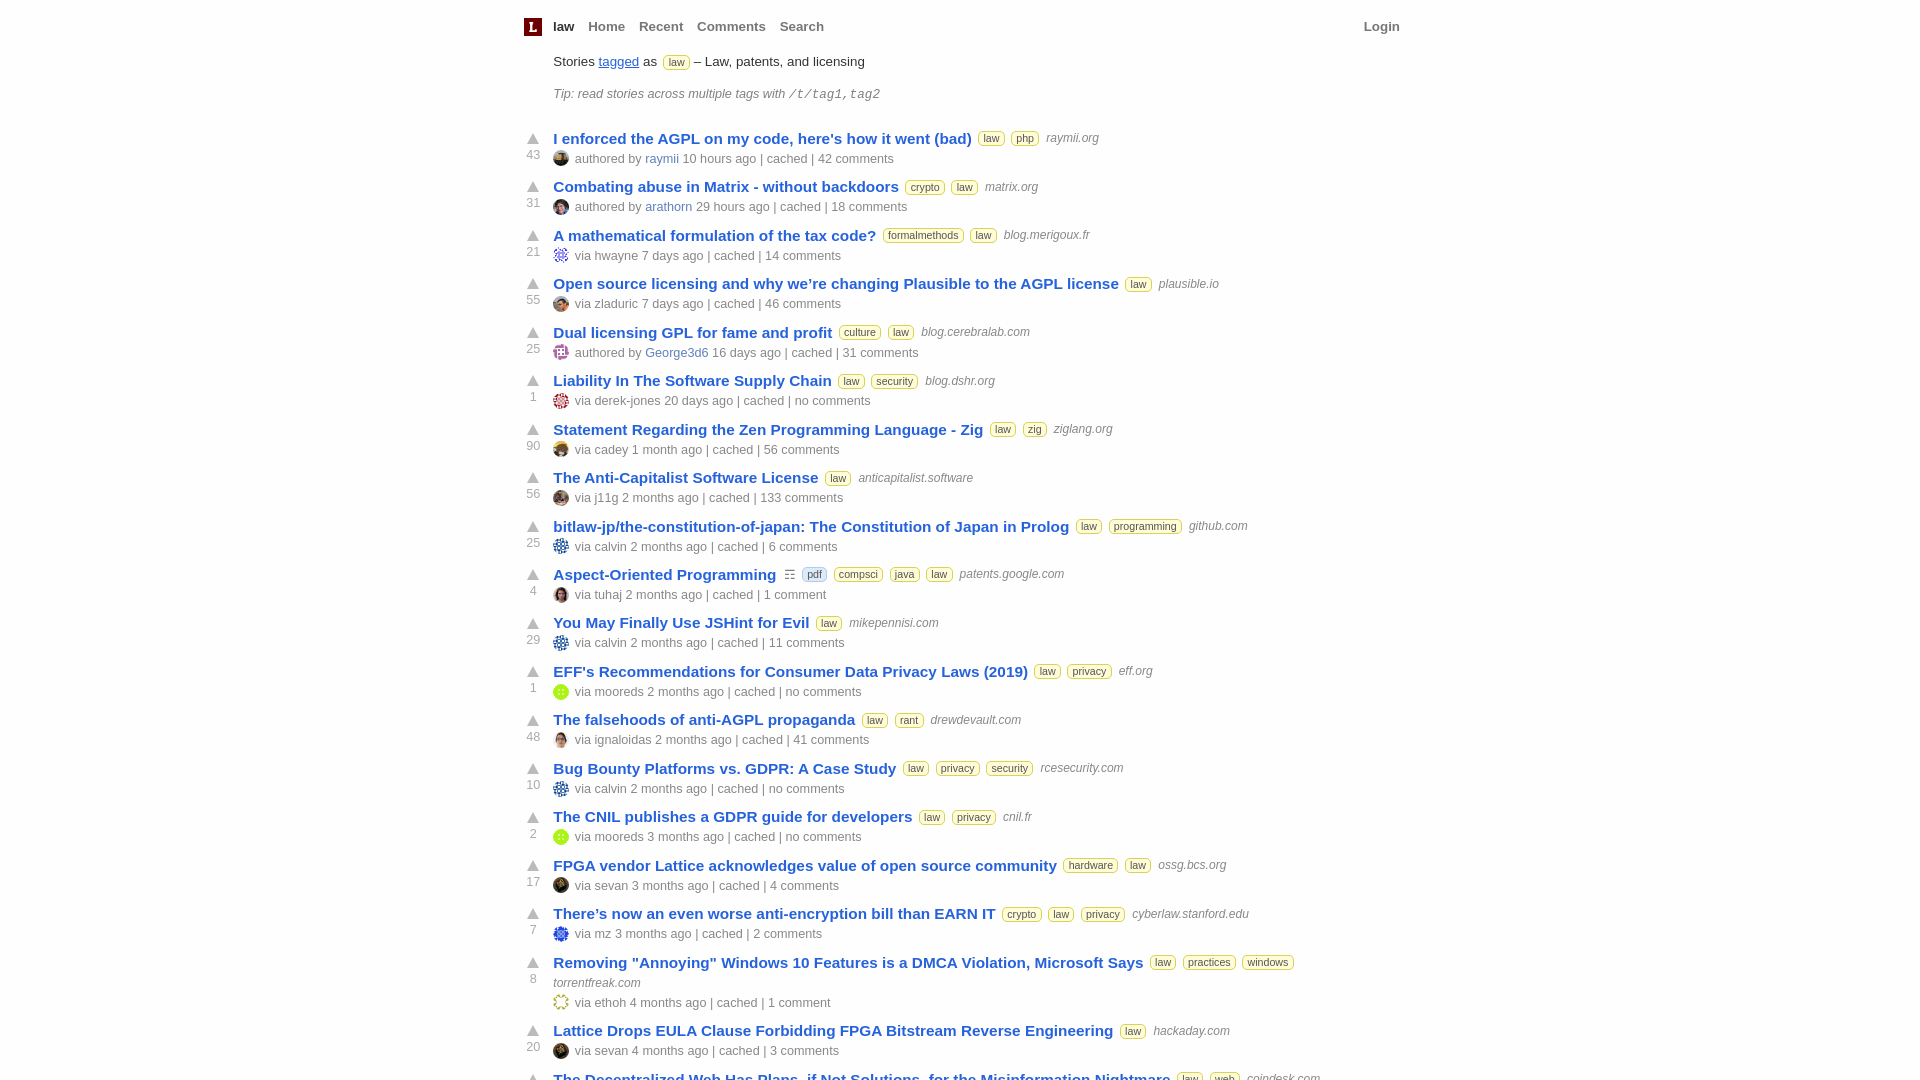 L law Home Recent Comments Search Login
Stories tagged as law – Law, patents, and licensing
Tip: read stories across multiple tags with /t/tag1,tag2
I enforced the AGPL on my code, here's how it went (bad) law php raymii.org
43 authored by raymii 10 hours ago | cached | 42 comments
Combating abuse in Matrix - without backdoors crypto law matrix.org
31 authored by arathorn 29 hours ago | cached | 18 comments
A mathematical formulation of the tax code? formalmethods law blog.merigoux.fr
21 via hwayne 7 days ago | cached | 14 comments
Open source licensing and why we’re changing Plausible to the AGPL license law plausible.io
55 via zladuric 7 days ago | cached | 46 comments
Dual licensing GPL for fame and profit culture law blog.cerebralab.com
25 authored by George3d6 16 days ago | cached | 31 comments
Liability In The Software Supply Chain law security blog.dshr.org
1 via derek-jones 20 days ago | cached | no comments
Statement Regarding the Zen Programming Language - Zig law zig ziglang.org
90 via cadey 1 month ago | cached | 56 comments
The Anti-Capitalist Software License law anticapitalist.software
56 via j11g 2 months ago | cached | 133 comments
bitlaw-jp/the-constitution-of-japan: The Constitution of Japan in Prolog law programming github.com
25 via calvin 2 months ago | cached | 6 comments
Aspect-Oriented Programming ☶ pdf compsci java law patents.google.com
4 via tuhaj 2 months ago | cached | 1 comment
You May Finally Use JSHint for Evil law mikepennisi.com
29 via calvin 2 months ago | cached | 11 comments
EFF's Recommendations for Consumer Data Privacy Laws (2019) law privacy eff.org
1 via mooreds 2 months ago | cached | no comments
The falsehoods of anti-AGPL propaganda law rant drewdevault.com
48 via ignaloidas 2 months ago | cached | 41 comments
Bug Bounty Platforms vs. GDPR: A Case Study law privacy security rcesecurity.com
10 via calvin 2 months ago | cached | no comments
The CNIL publishes a GDPR guide for developers law privacy cnil.fr
2 via mooreds 3 months ago | cached | no comments
FPGA vendor Lattice acknowledges value of open source community hardware law ossg.bcs.org
17 via sevan 3 months ago | cached | 4 comments
There’s now an even worse anti-encryption bill than EARN IT crypto law privacy cyberlaw.stanford.edu
7 via mz 3 months ago | cached | 2 comments
Removing "Annoying" Windows 10 Features is a DMCA Violation, Microsoft Says law practices windows
8 torrentfreak.com
via ethoh 4 months ago | cached | 1 comment
Lattice Drops EULA Clause Forbidding FPGA Bitstream Reverse Engineering law hackaday.com
20 via sevan 4 months ago | cached | 3 comments
The Decentralized Web Has Plans, if Not Solutions, for the Misinformation Nightmare law web coindesk.com